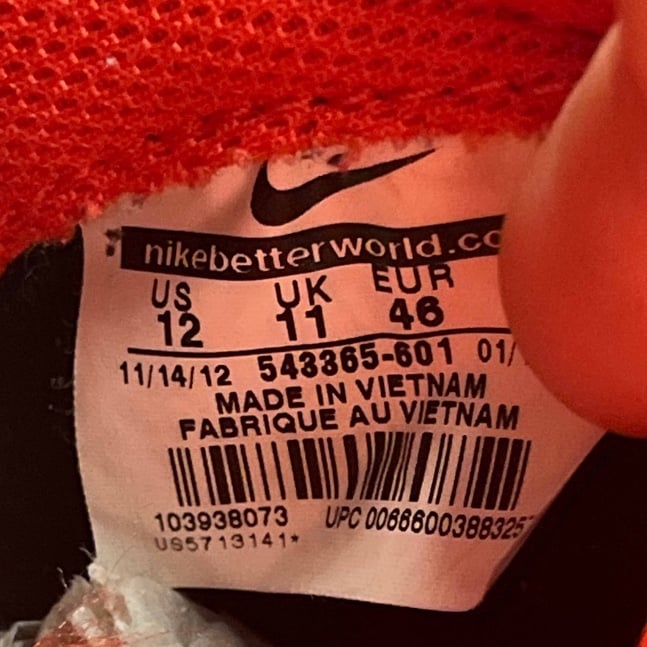 nikebetterworld.co
US UK EUR
12 11 46
11/14/12 543365-601 01/
MADE IN VIETNAM
FABRIQUE AU VIETNAM
103938073 UPC 00666003883257
US5713141*